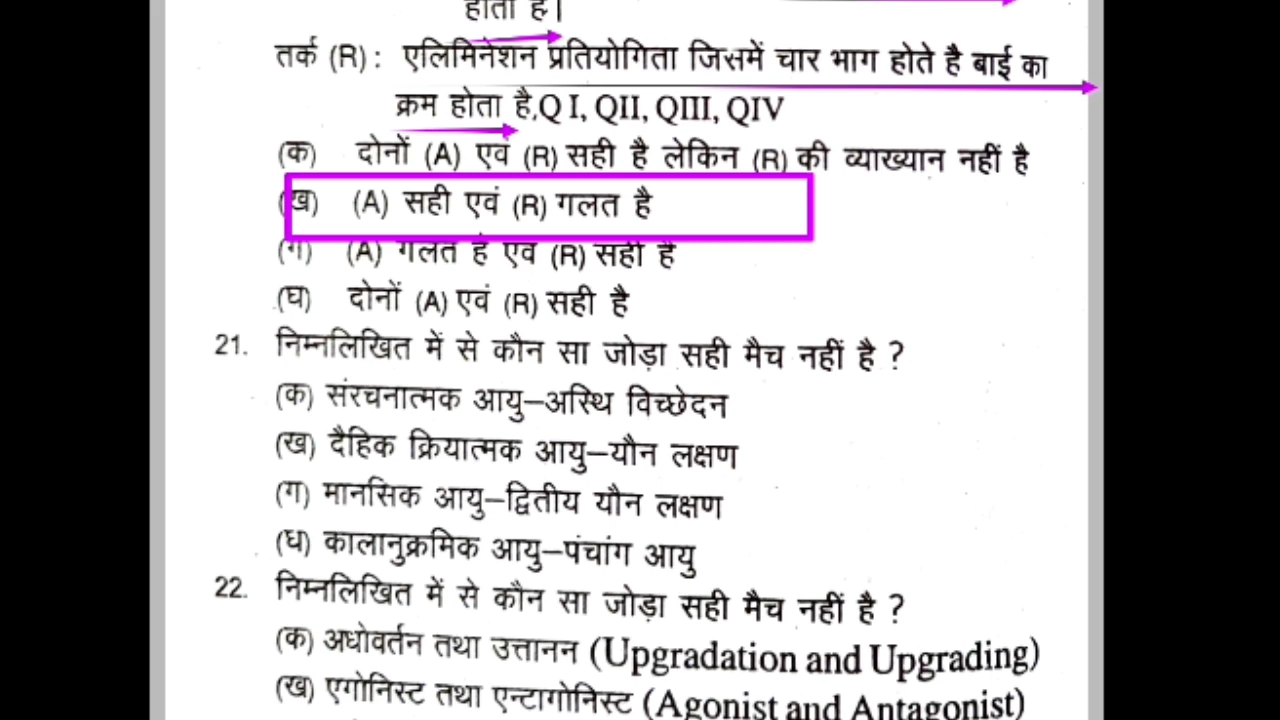 होता है।
तर्क (R) : एलिमिनेशन प्रतियोगिता जिसमें चार भाग होते है बाई का
क्रम होता है,Q I, QII, QIII, QIV
(क) दोनों (A) एवं (R) सही है लेकिन (R) की व्याख्यान नहीं है
(ख) (A) सही एवं (R) गलत है
(ग) (A) गलत है एवं (R) सही है
(घ) दोनों (A) एवं (R) सही है
21. निम्नलिखित में से कौन सा जोड़ा सही मैच नहीं है ?
(क) संरचनात्मक आयु–अस्थि विच्छेदन
(ख) दैहिक क्रियात्मक आयु–यौन लक्षण
(ग) मानसिक आयु–द्वितीय यौन लक्षण
(घ) कालानुक्रमिक आयु–पंचांग आयु
22. निम्नलिखित में से कौन सा जोड़ा सही मैच नहीं है ?
(क) अधोवर्तन तथा उत्तानन (Upgradation and Upgrading)
(ख) एगोनिस्ट तथा एन्टागोनिस्ट (Agonist and Antagonist)